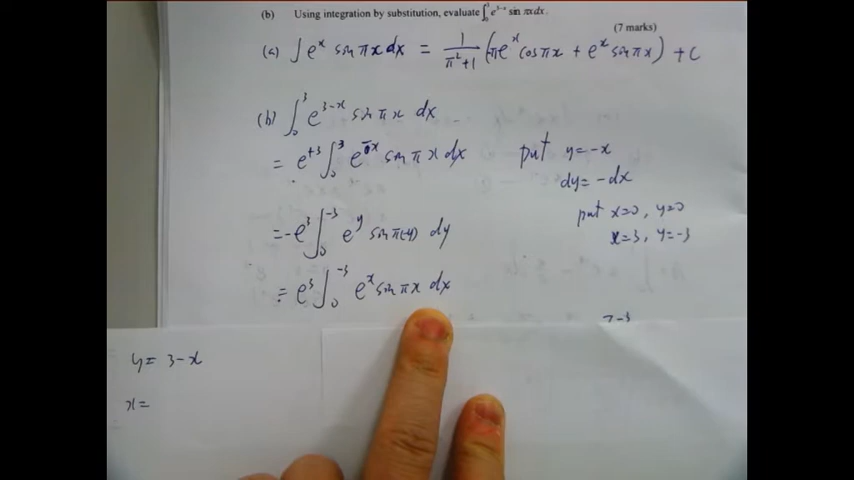 (b) Using integration by substitution, evaluate ∫₀³ e³⁻ˣ sin πx dx.
(7 marks)
(a) ∫ eˣ sin πx dx = 1/(π²+1) (-πeˣ cos πx + eˣ sin πx) + C
(b) ∫₀³ e³⁻ˣ sin πx dx
= e⁺³ ∫₀³ e⁻ˣ sin πx dx put y = -x
dy = -dx
put x=0, y=0
x=3, y=-3
= -e³ ∫₀⁻³ eʸ sin π(-y) dy
= e³ ∫₀⁻³ eˣ sin πx dx
y = 3-x
x =